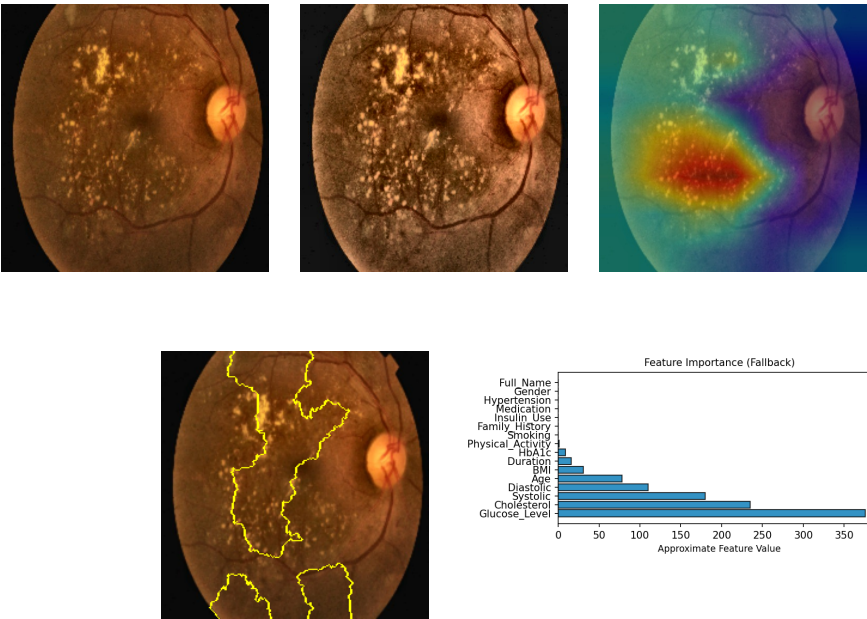 Feature Importance (Fallback)
Full_Name
Gender
Hypertension
Medication
Insulin_Use
Family_History
Smoking
Physical_Activity
HbA1c
Duration
BMI
Age
Diastolic
Systolic
Cholesterol
Glucose_Level
0 50 100 150 200 250 300 350
Approximate Feature Value